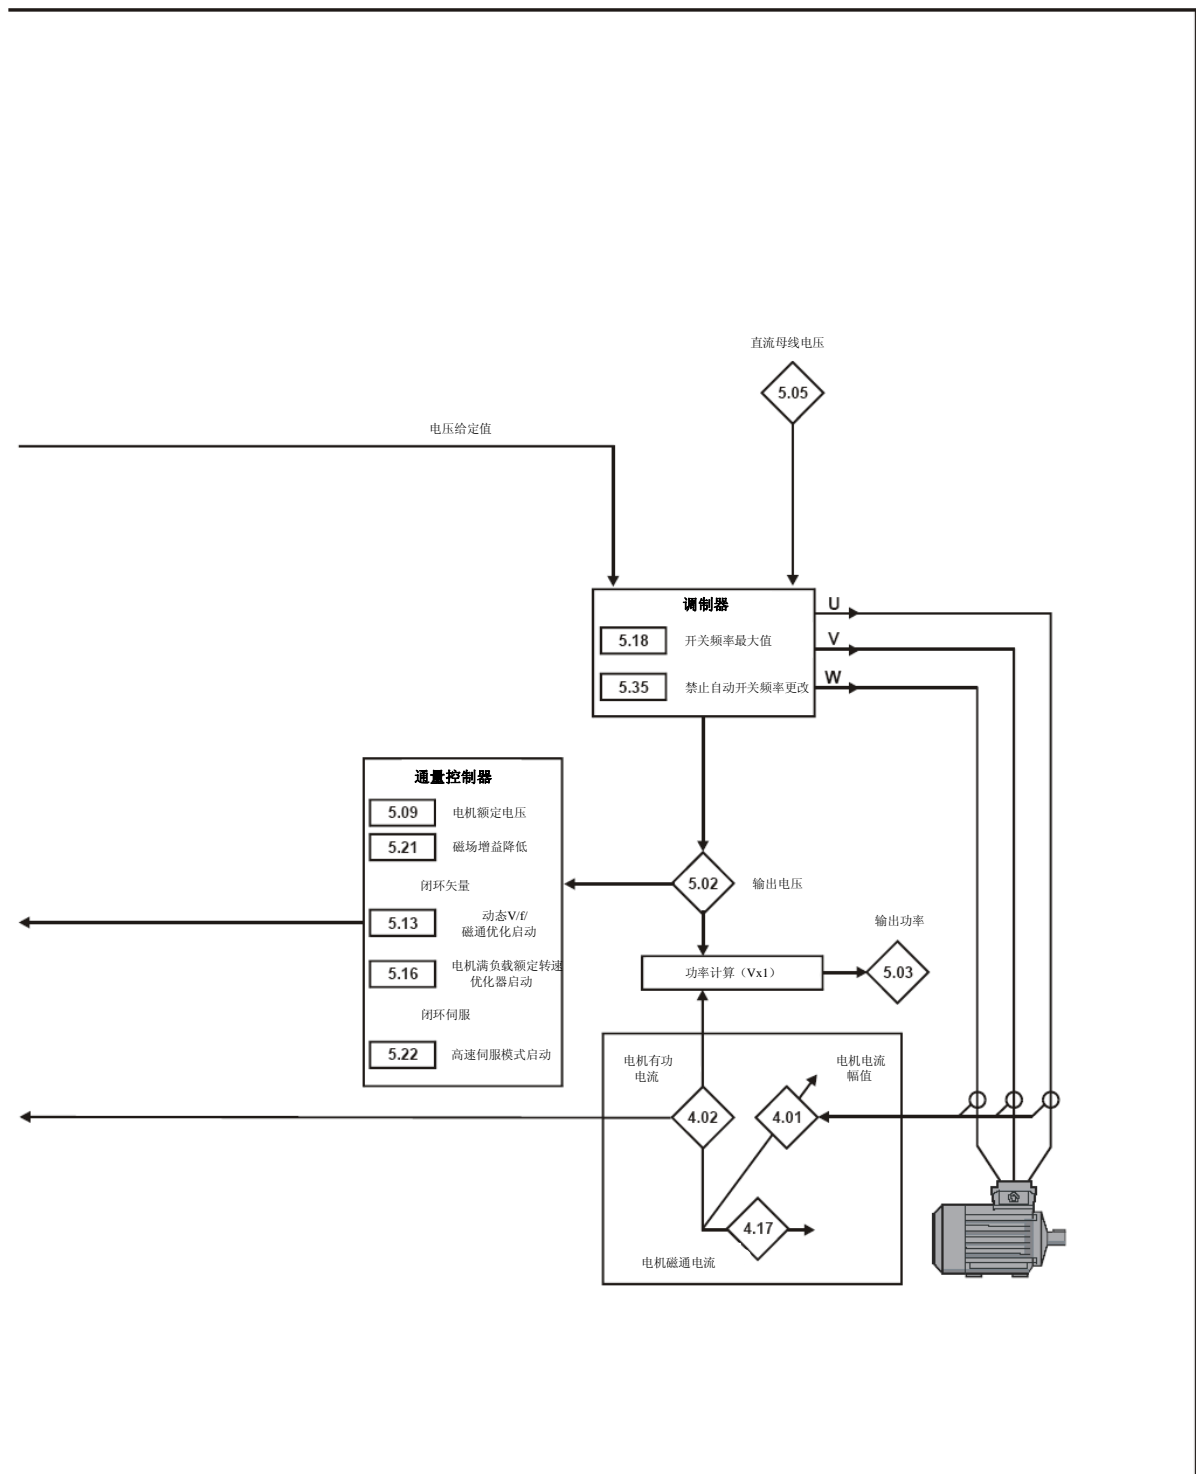 直流母线电压
5.05
电压给定值
调制器
5.18 开关频率最大值
5.35 禁止自动开关频率更改
U
V
W
通量控制器
5.09 电机额定电压
5.21 磁场增益降低
闭环矢量
5.13 动态V/f/
磁通优化启动
5.16 电机满负载额定转速
优化器启动
闭环伺服
5.22 高速伺服模式启动
5.02 输出电压
输出功率
功率计算（Vx1）
5.03
电机有功
电流
电机电流
幅值
4.02
4.01
4.17
电机磁通电流